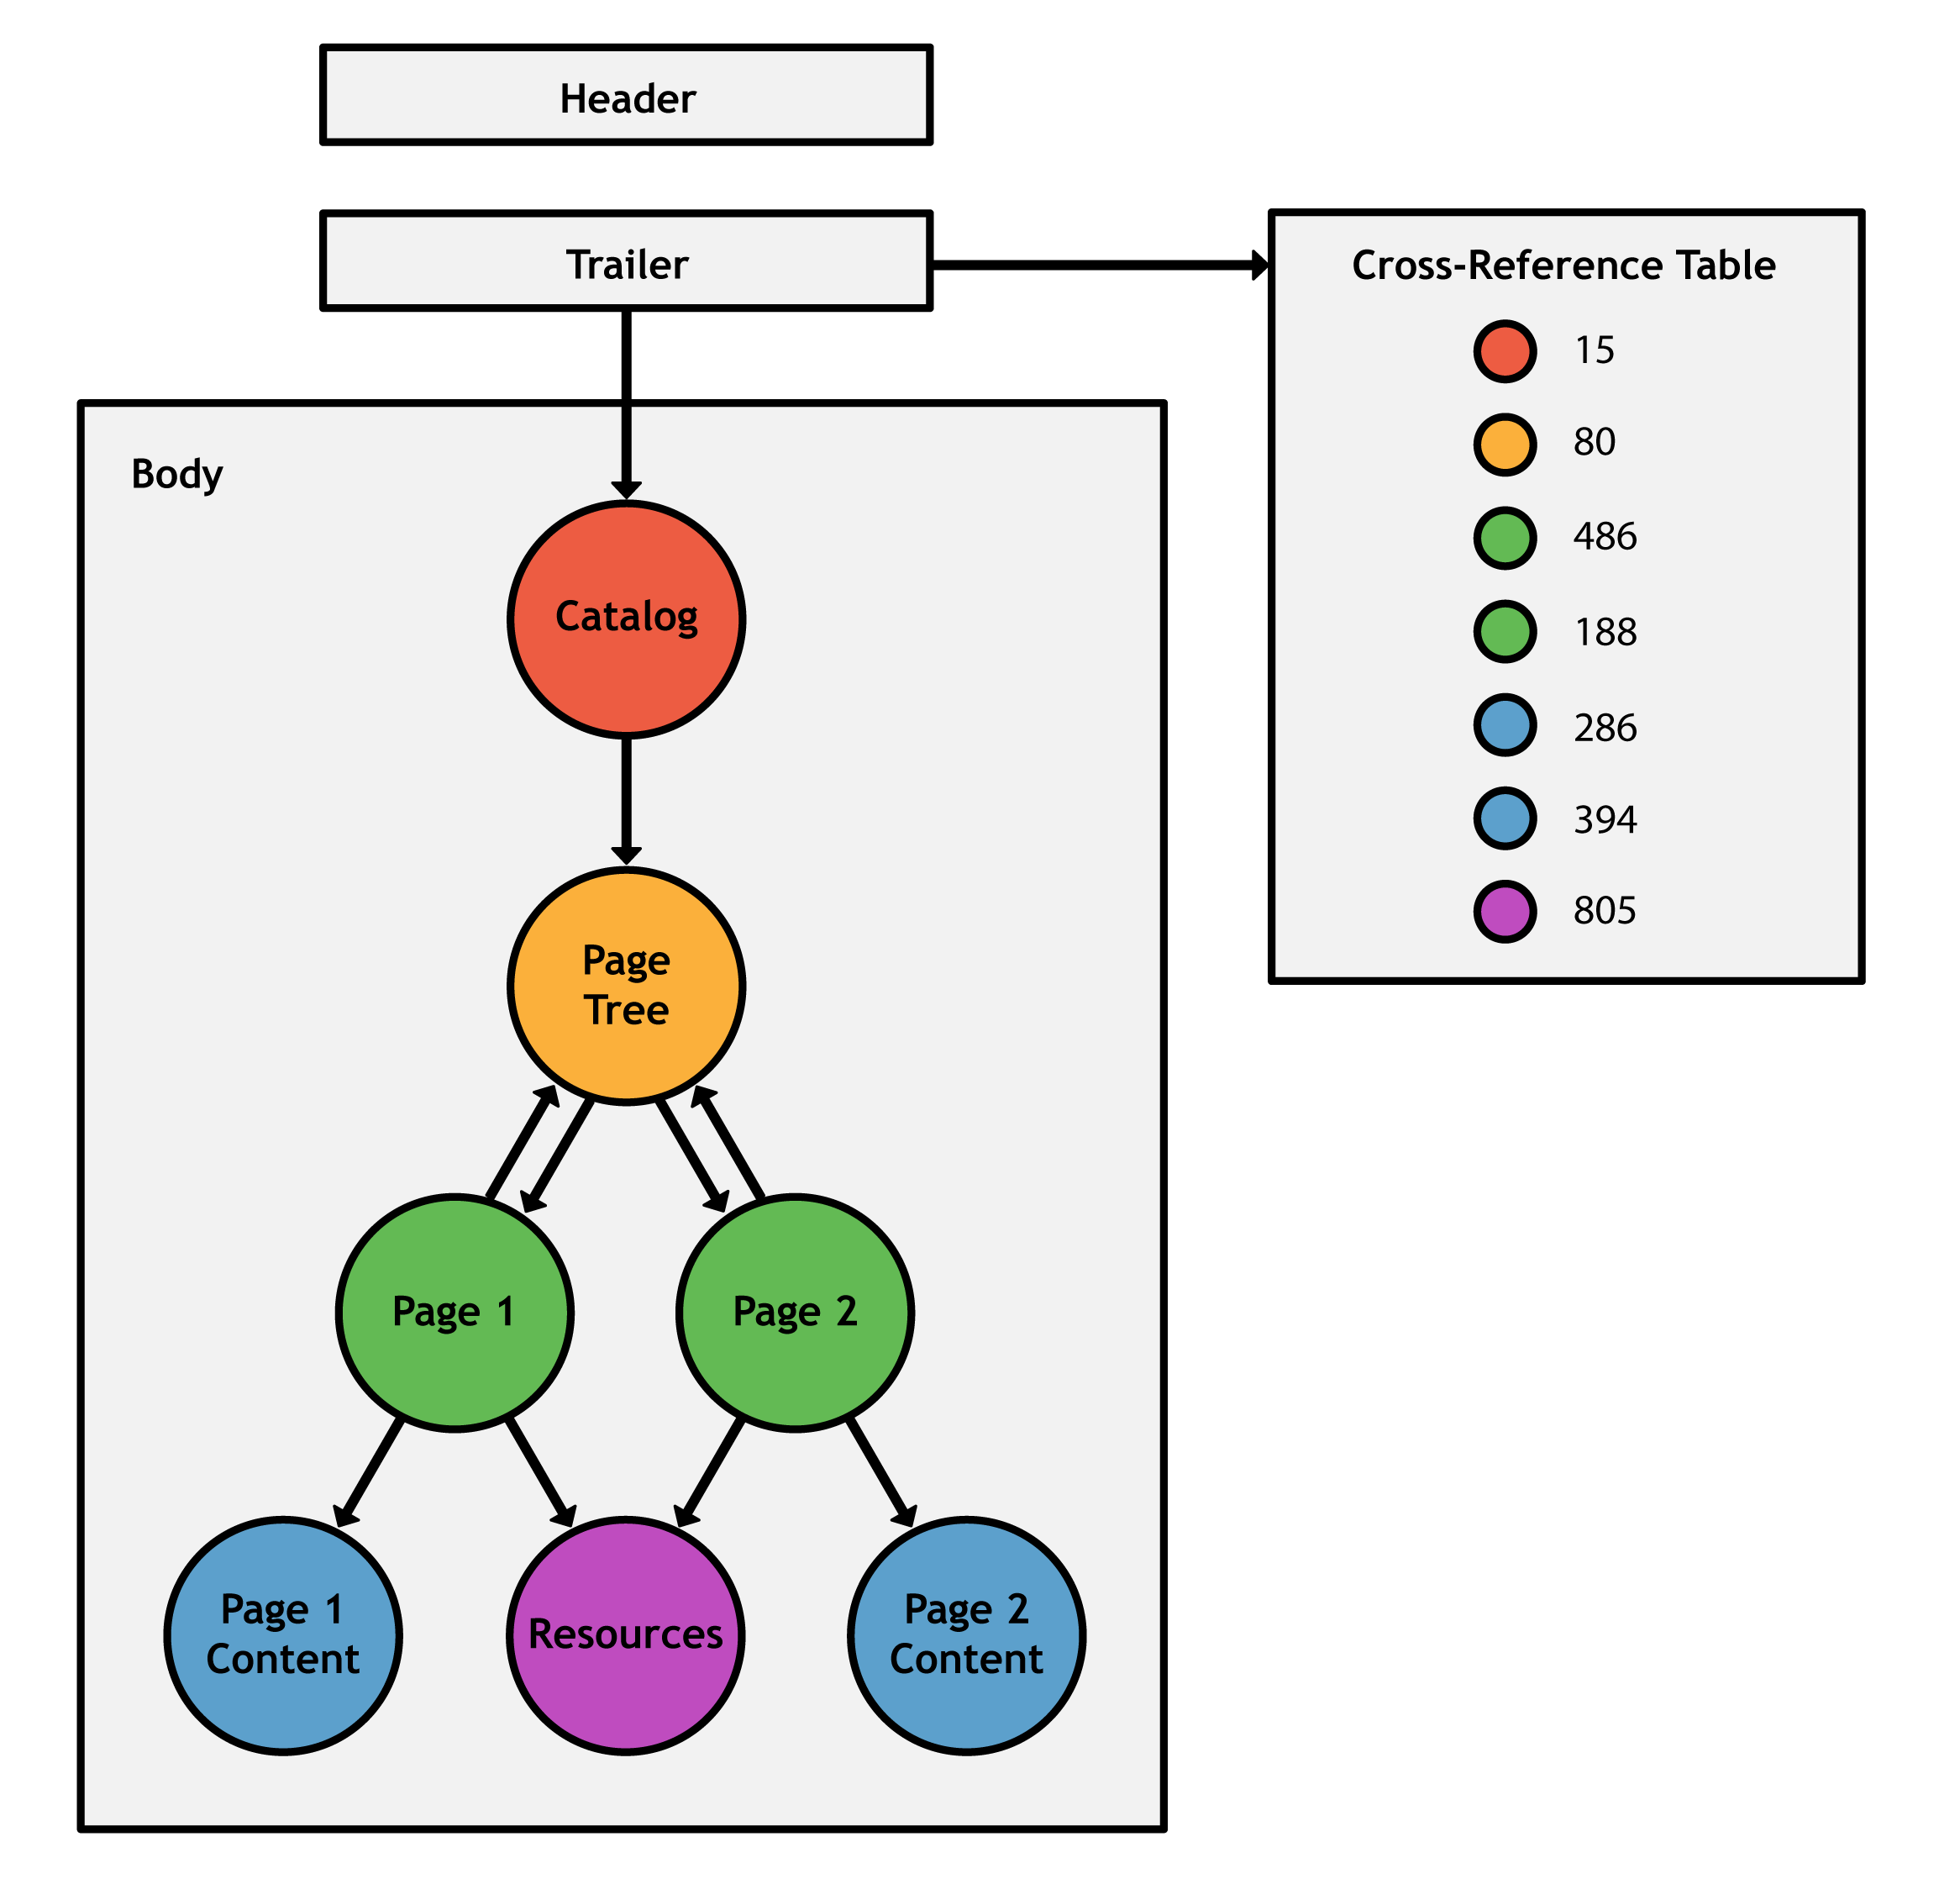 Header
Trailer
Cross-Reference Table
15
80
486
188
286
394
805
Body
Catalog
Page
Tree
Page 1
Page 2
Page 1
Content
Resources
Page 2
Content